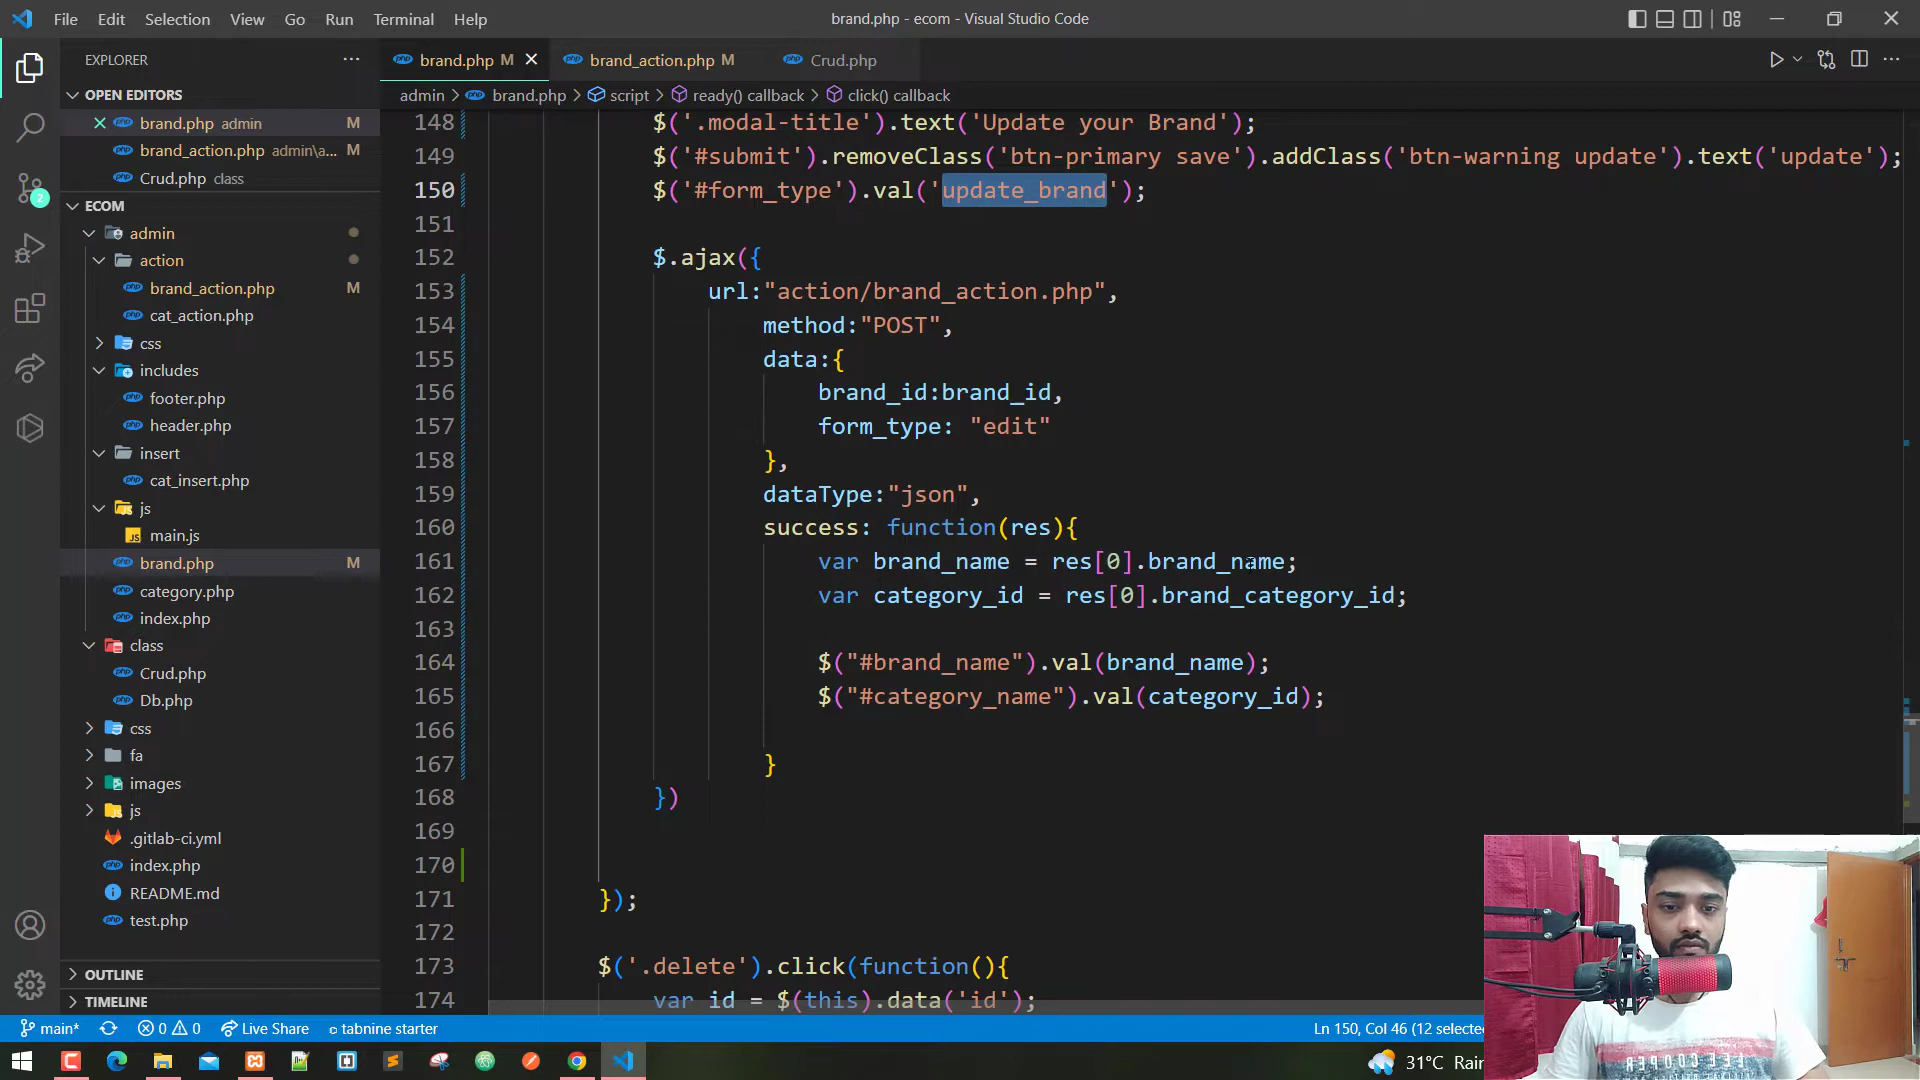 File Edit Selection View Go Run Terminal Help
brand.php - ecom - Visual Studio Code
EXPLORER
brand.php M
brand_action.php M
Crud.php
OPEN EDITORS
brand.php admin M
brand_action.php admin\a... M
Crud.php class
ECOM
admin
action
brand_action.php M
cat_action.php
css
includes
footer.php
header.php
insert
cat_insert.php
js
main.js
brand.php M
category.php
index.php
class
Crud.php
Db.php
css
fa
images
js
.gitlab-ci.yml
index.php
README.md
test.php
OUTLINE
TIMELINE
2
admin > brand.php > script > ready() callback > click() callback
148 $('.modal-title').text('Update your Brand');
149 $('#submit').removeClass('btn-primary save').addClass('btn-warning update').text('update');
150 $('#form_type').val('update_brand');
151
152 $.ajax({
153 url:"action/brand_action.php",
154 method:"POST",
155 data:{
156 brand_id:brand_id,
157 form_type: "edit"
158 },
159 dataType:"json",
160 success: function(res){
161 var brand_name = res[0].brand_name;
162 var category_id = res[0].brand_category_id;
163
164 $("#brand_name").val(brand_name);
165 $("#category_name").val(category_id);
166
167 }
168 })
169
170
171 });
172
173 $('.delete').click(function(){
174 var id = $(this).data('id');
main* 0 0 Live Share tabnine starter
Ln 150, Col 46 (12 selected
31°C Rain
LEE COOPER